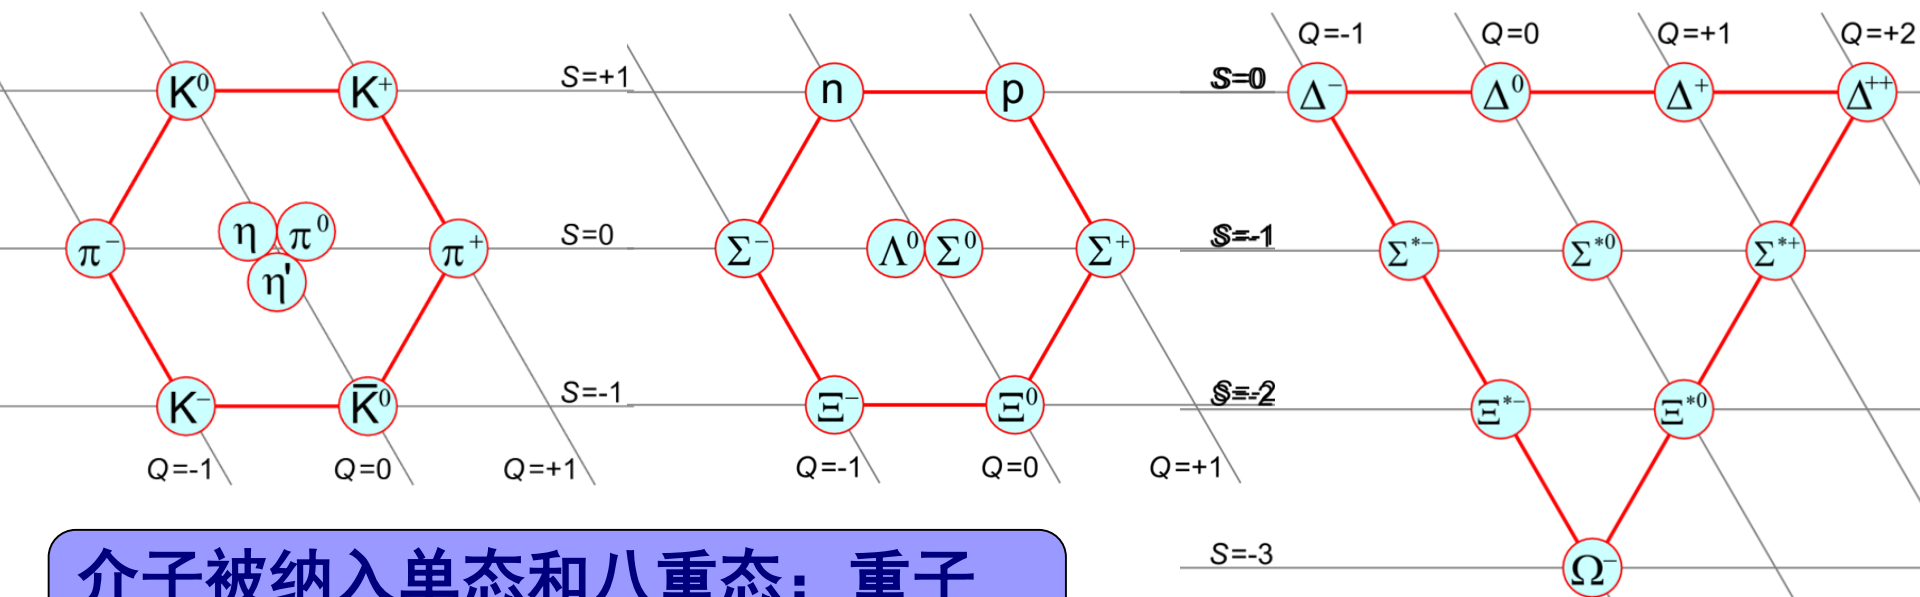 Q=-1 Q=0 Q=+1 Q=+2
K⁰ K⁺ S=+1 n p S=0 Δ⁻ Δ⁰ Δ⁺ Δ⁺⁺
η π⁰
π⁻ π⁺ S=0 Σ⁻ Λ⁰ Σ⁰ Σ⁺ S=-1 Σ*⁻ Σ*⁰ Σ*⁺
η'
K⁻ K̅⁰ S=-1 Ξ⁻ Ξ⁰ S=-2 Ξ*⁻ Ξ*⁰
Q=-1 Q=0 Q=+1 Q=-1 Q=0 Q=+1
S=-3 Ω⁻
介子被纳入单态和八重态；重子